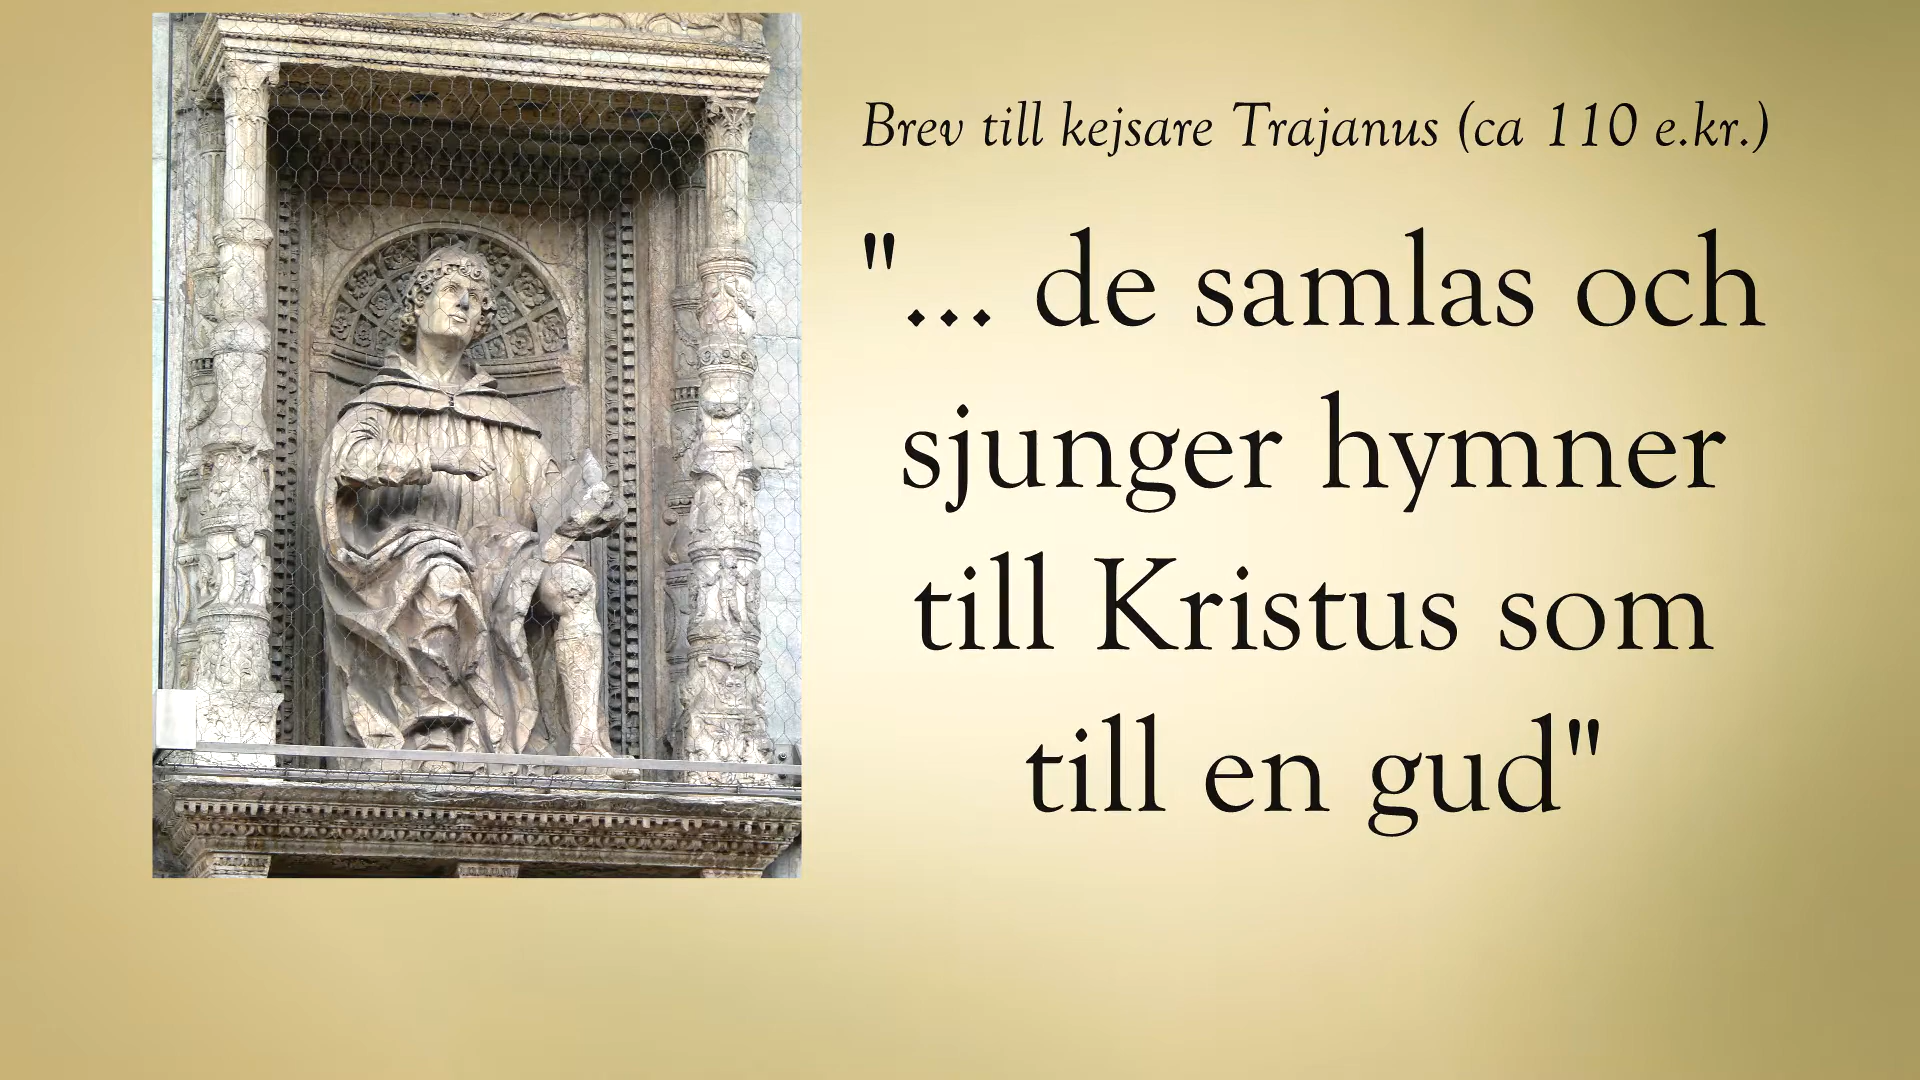 Brev till kejsare Trajanus (ca 110 e.kr.)
"... de samlas och
sjunger hymner
till Kristus som
till en gud"